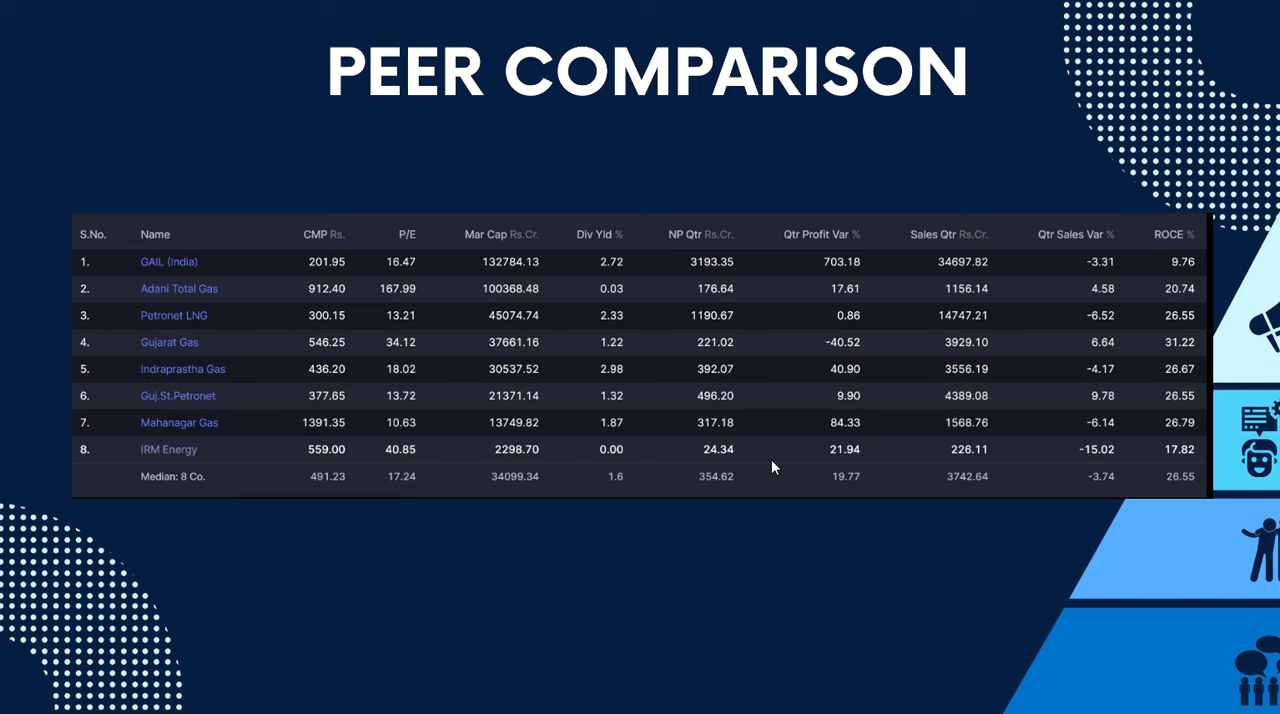 PEER COMPARISON
S.No. Name CMP Rs. P/E Mar Cap Rs.Cr. Div Yld % NP Qtr Rs.Cr. Qtr Profit Var % Sales Qtr Rs.Cr. Qtr Sales Var % ROCE %
1. GAIL (India) 201.95 16.47 132784.13 2.72 3193.35 703.18 34697.82 -3.31 9.76
2. Adani Total Gas 912.40 167.99 100368.48 0.03 176.64 17.61 1156.14 4.58 20.74
3. Petronet LNG 300.15 13.21 45074.74 2.33 1190.67 0.86 14747.21 -6.52 26.55
4. Gujarat Gas 546.25 34.12 37661.16 1.22 221.02 -40.52 3929.10 6.64 31.22
5. Indraprastha Gas 436.20 18.02 30537.52 2.98 392.07 40.90 3556.19 -4.17 26.67
6. Guj.St.Petronet 377.65 13.72 21371.14 1.32 496.20 9.90 4389.08 9.78 26.55
7. Mahanagar Gas 1391.35 10.63 13749.82 1.87 317.18 84.33 1568.76 -6.14 26.79
8. IRM Energy 559.00 40.85 2298.70 0.00 24.34 21.94 226.11 -15.02 17.82
Median: 8 Co. 491.23 17.24 34099.34 1.6 354.62 19.77 3742.64 -3.74 26.55